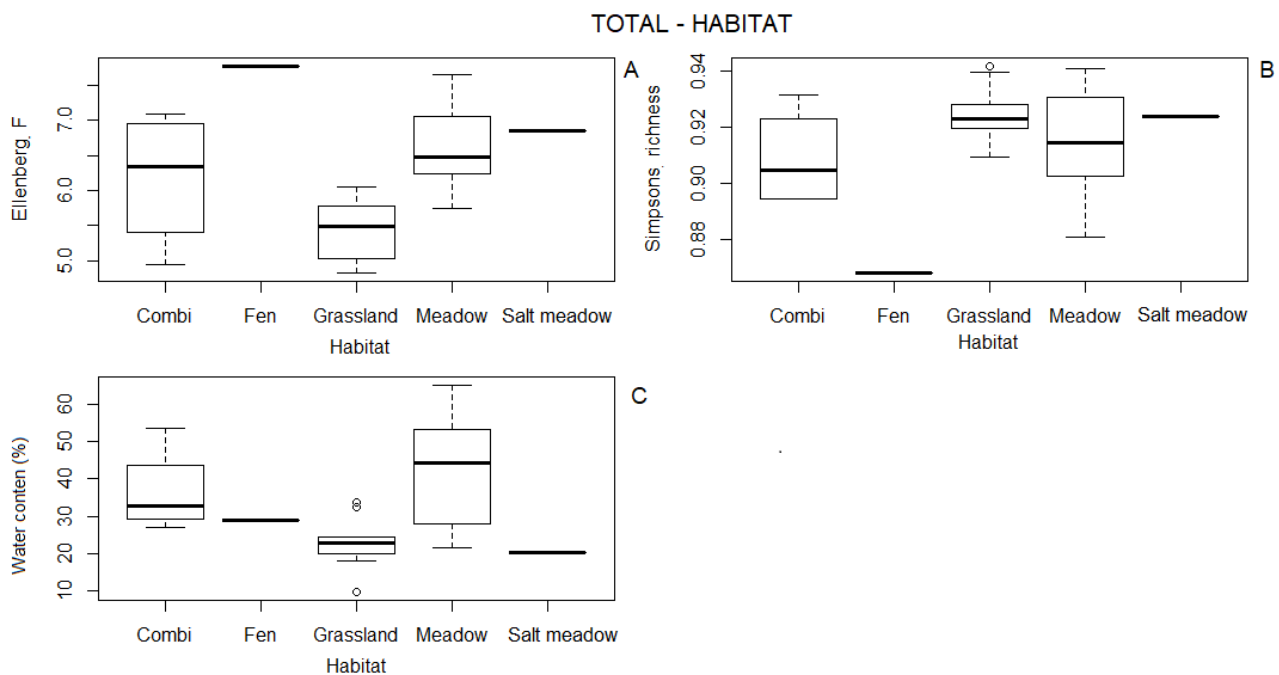 TOTAL - HABITAT
A
Ellenberg, F
7.0
6.0
5.0
Combi Fen Grassland Meadow Salt meadow
Habitat
B
Simpsons, richness
0.94
0.92
0.90
0.88
Combi Fen Grassland Meadow Salt meadow
Habitat
C
Water conten (%)
60
50
40
30
20
10
Combi Fen Grassland Meadow Salt meadow
Habitat